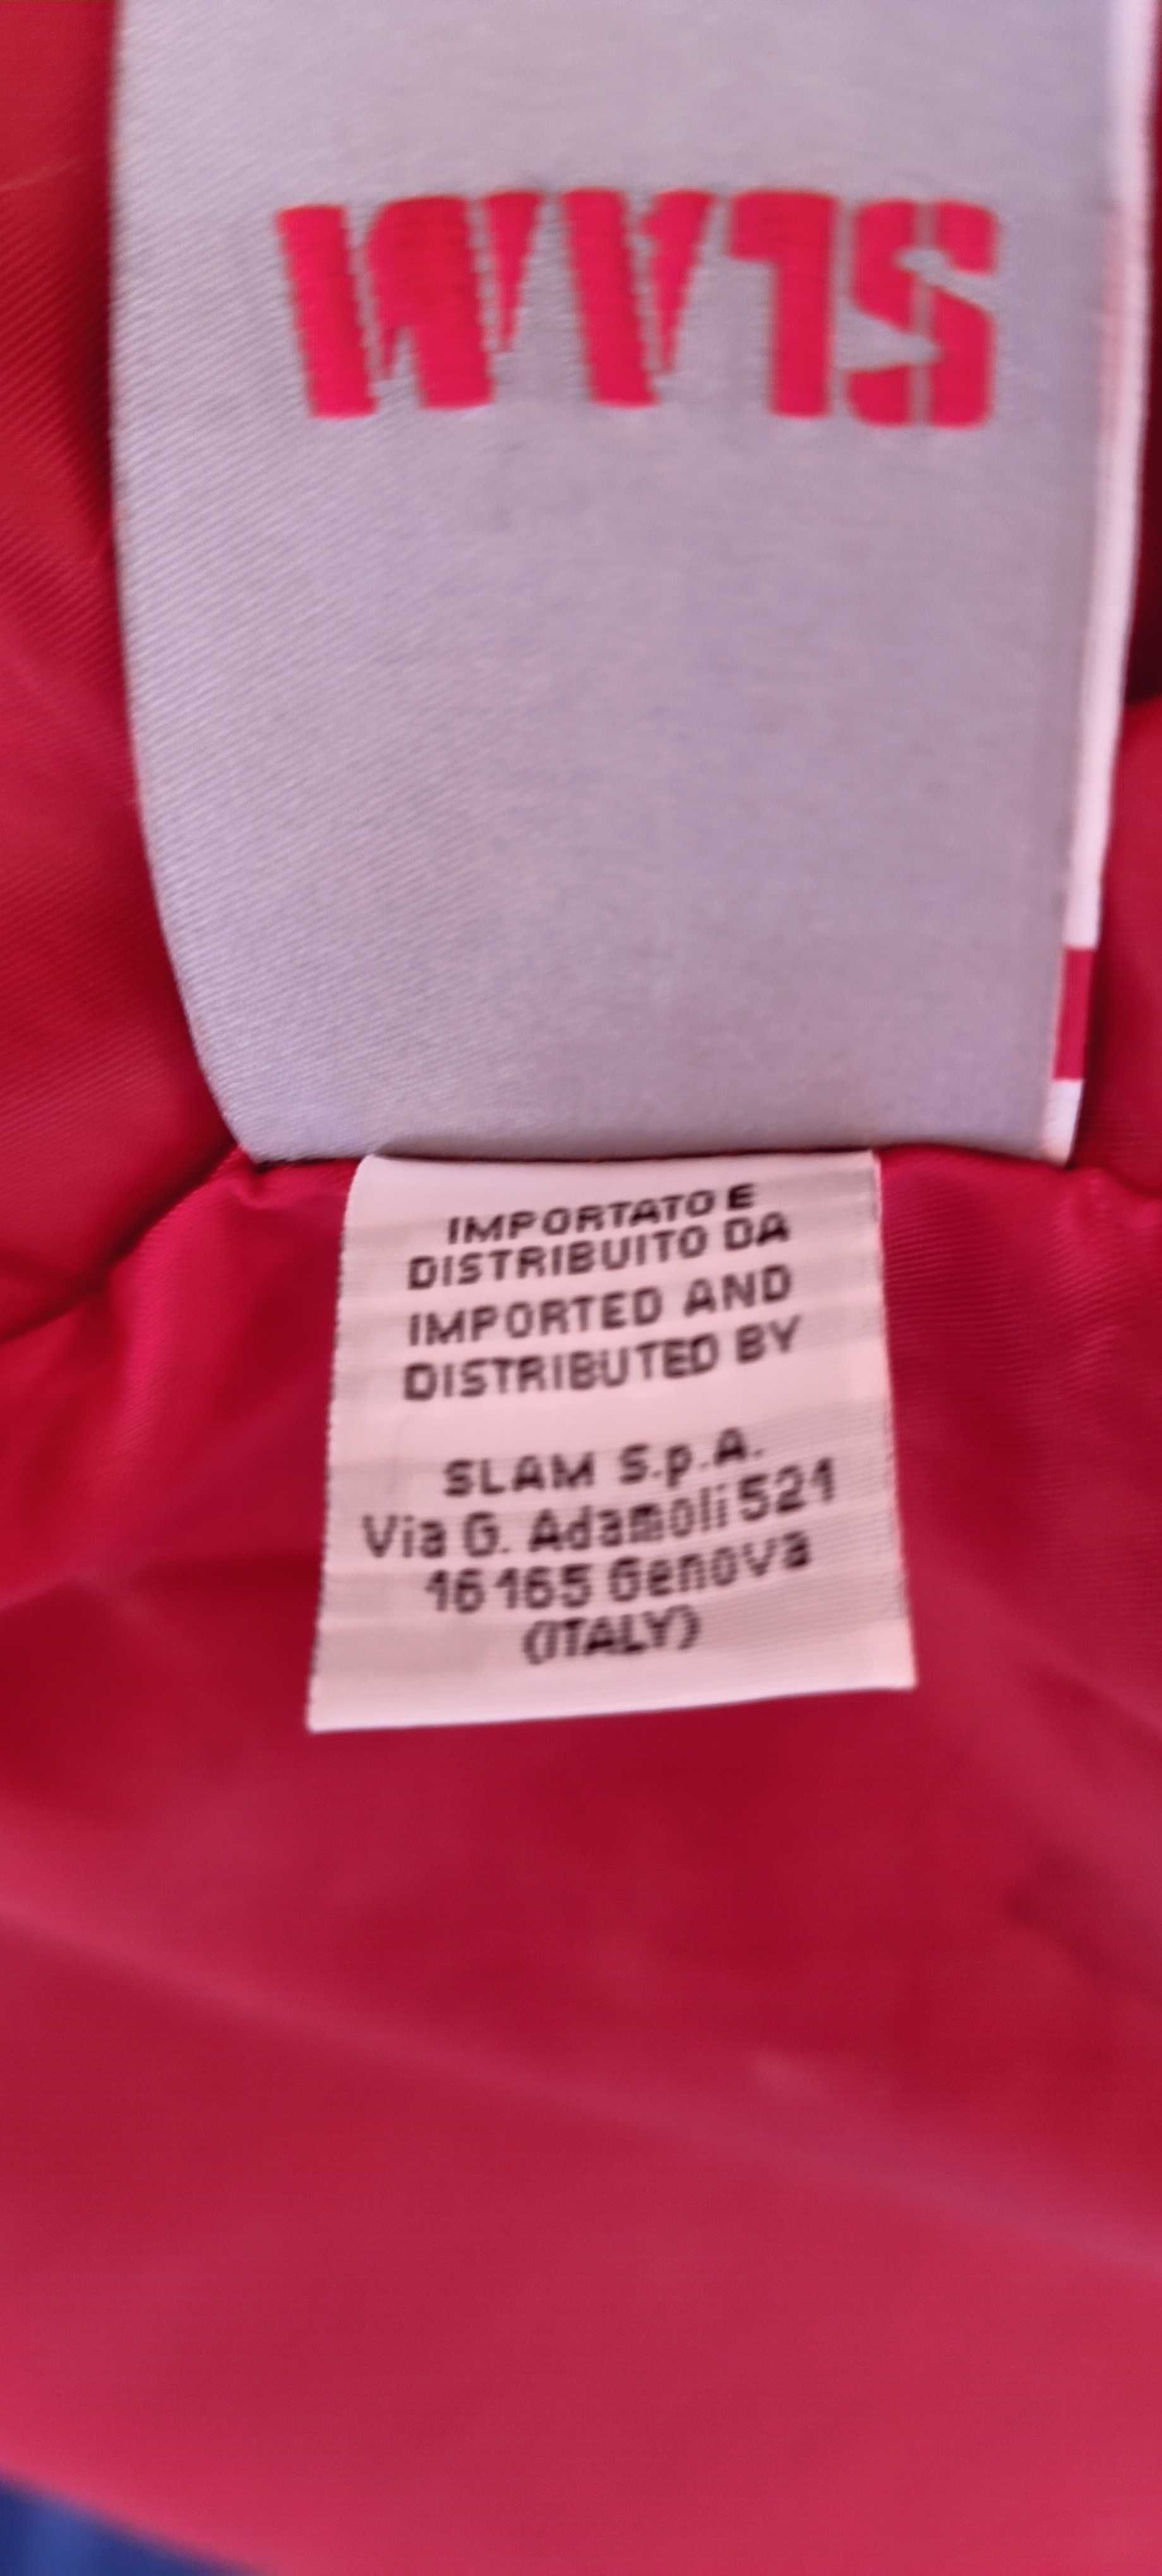 SLAM
IMPORTATO E
DISTRIBUITO DA
IMPORTED AND
DISTRIBUTED BY
SLAM S.p.A.
Via G. Adamoli 521
16165 Genova
(ITALY)